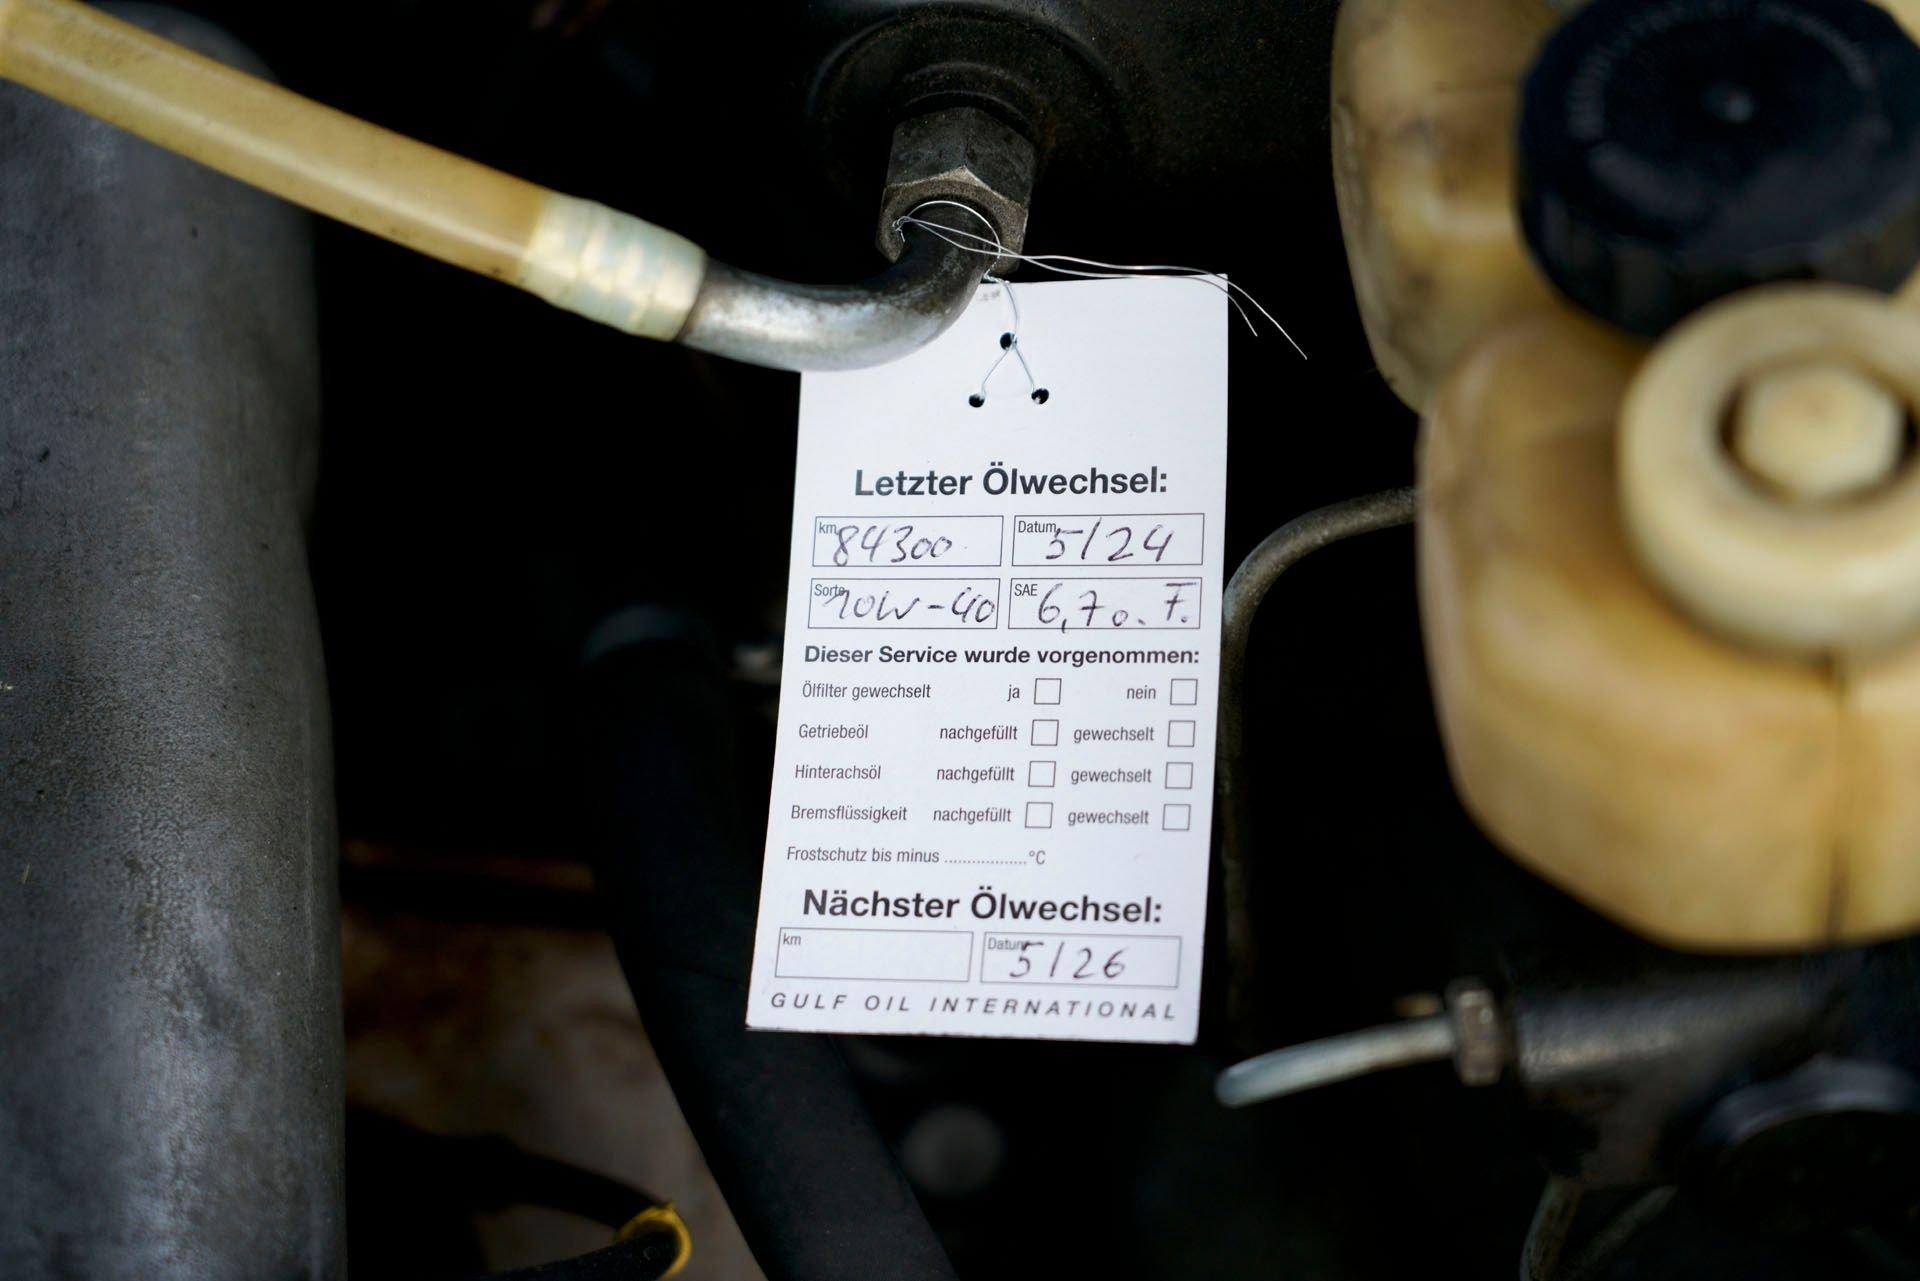 Letzter Ölwechsel:
km 84300 Datum 5/24
Sorte 10W-40 SAE 6,7 o. F.
Dieser Service wurde vorgenommen:
Ölfilter gewechselt ja nein
Getriebeöl nachgefüllt gewechselt
Hinterachsöl nachgefüllt gewechselt
Bremsflüssigkeit nachgefüllt gewechselt
Frostschutz bis minus ..................°C
Nächster Ölwechsel:
km Datum 5/26
GULF OIL INTERNATIONAL